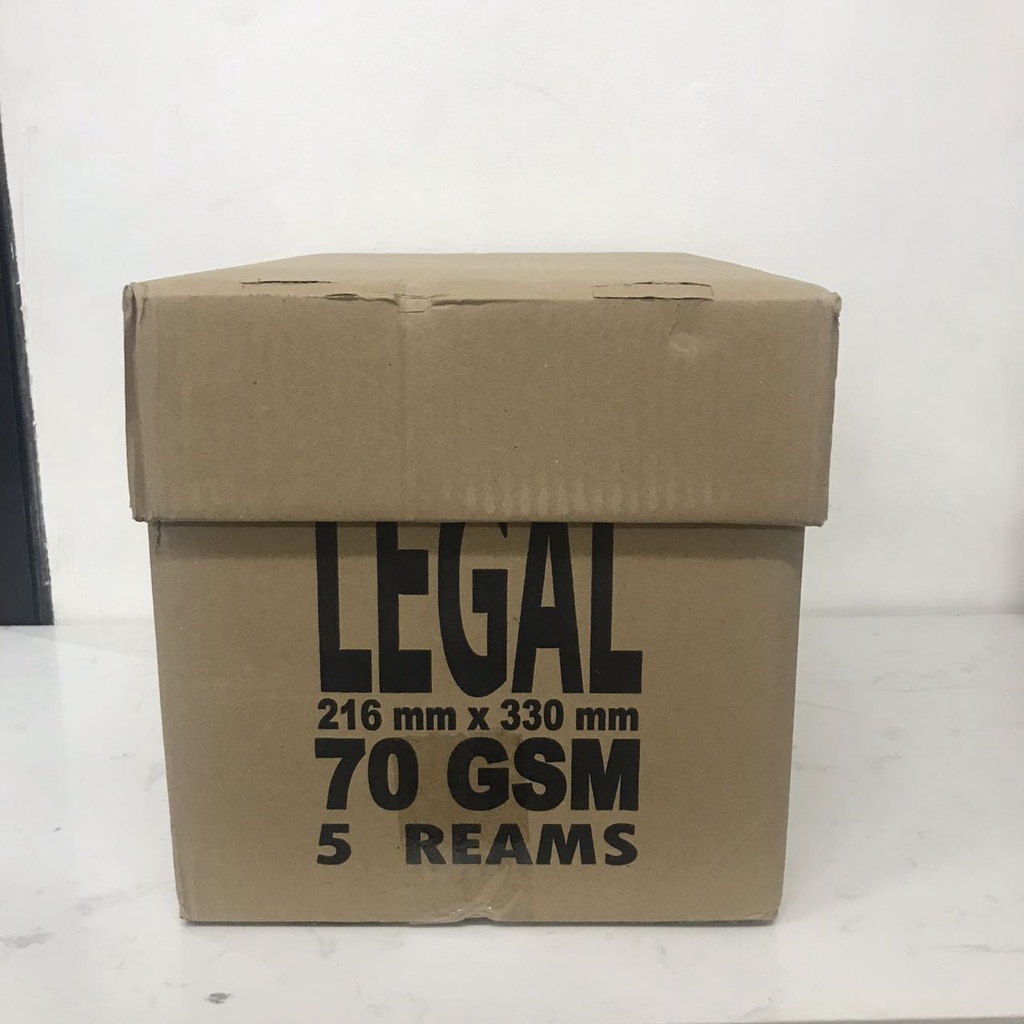 LEGAL
216 mm x 330 mm
70 GSM
5 REAMS